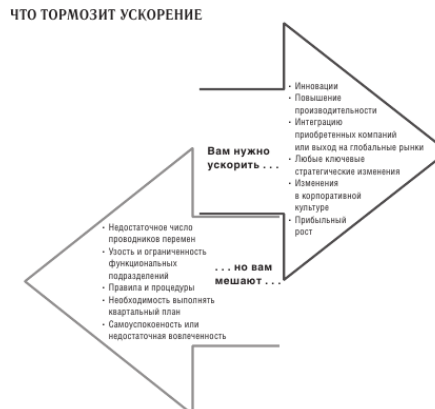 ЧТО ТОРМОЗИТ УСКОРЕНИЕ
Вам нужно
ускорить . . .
· Инновации
· Повышение
производительности
· Интеграцию
приобретенных компаний
или выход на глобальные рынки
· Любые ключевые
стратегические изменения
· Изменения
в корпоративной
культуре
· Прибыльный
рост
. . . но вам
мешают . . .
· Недостаточное число
проводников перемен
· Узость и ограниченность
функциональных
подразделений
· Правила и процедуры
· Необходимость выполнять
квартальный план
· Самоуспокоенность или
недостаточная вовлеченность